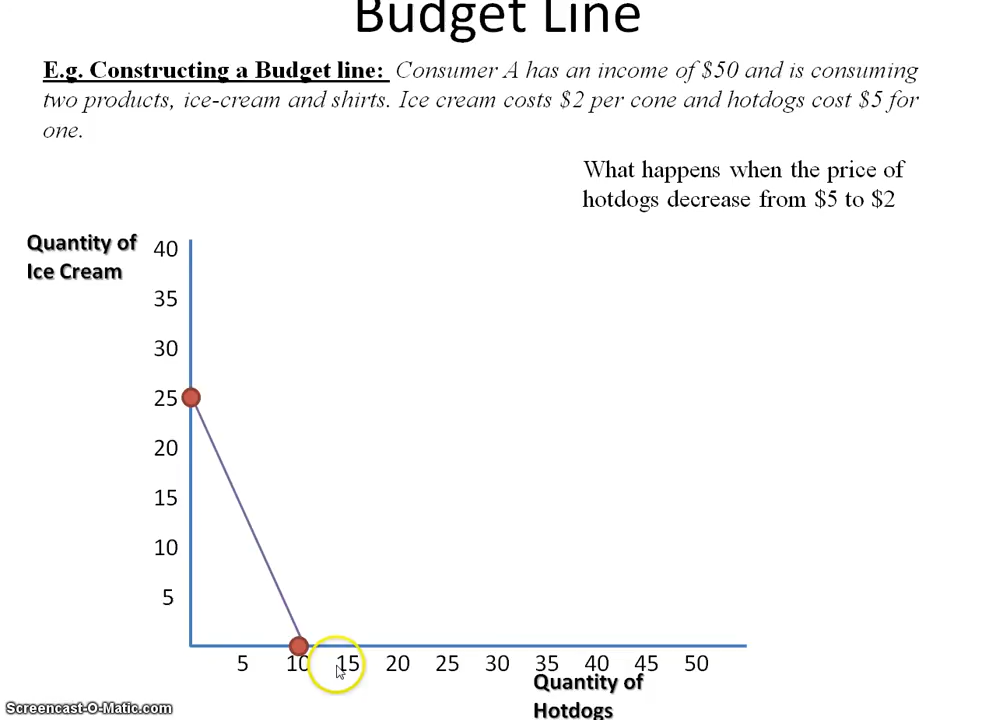 Budget Line
E.g. Constructing a Budget line: Consumer A has an income of $50 and is consuming
two products, ice-cream and shirts. Ice cream costs $2 per cone and hotdogs cost $5 for
one.
What happens when the price of
hotdogs decrease from $5 to $2
Quantity of
Ice Cream
40
35
30
25
20
15
10
5
5 10 15 20 25 30 35 40 45 50
Quantity of
Hotdogs
Screencast-O-Matic.com